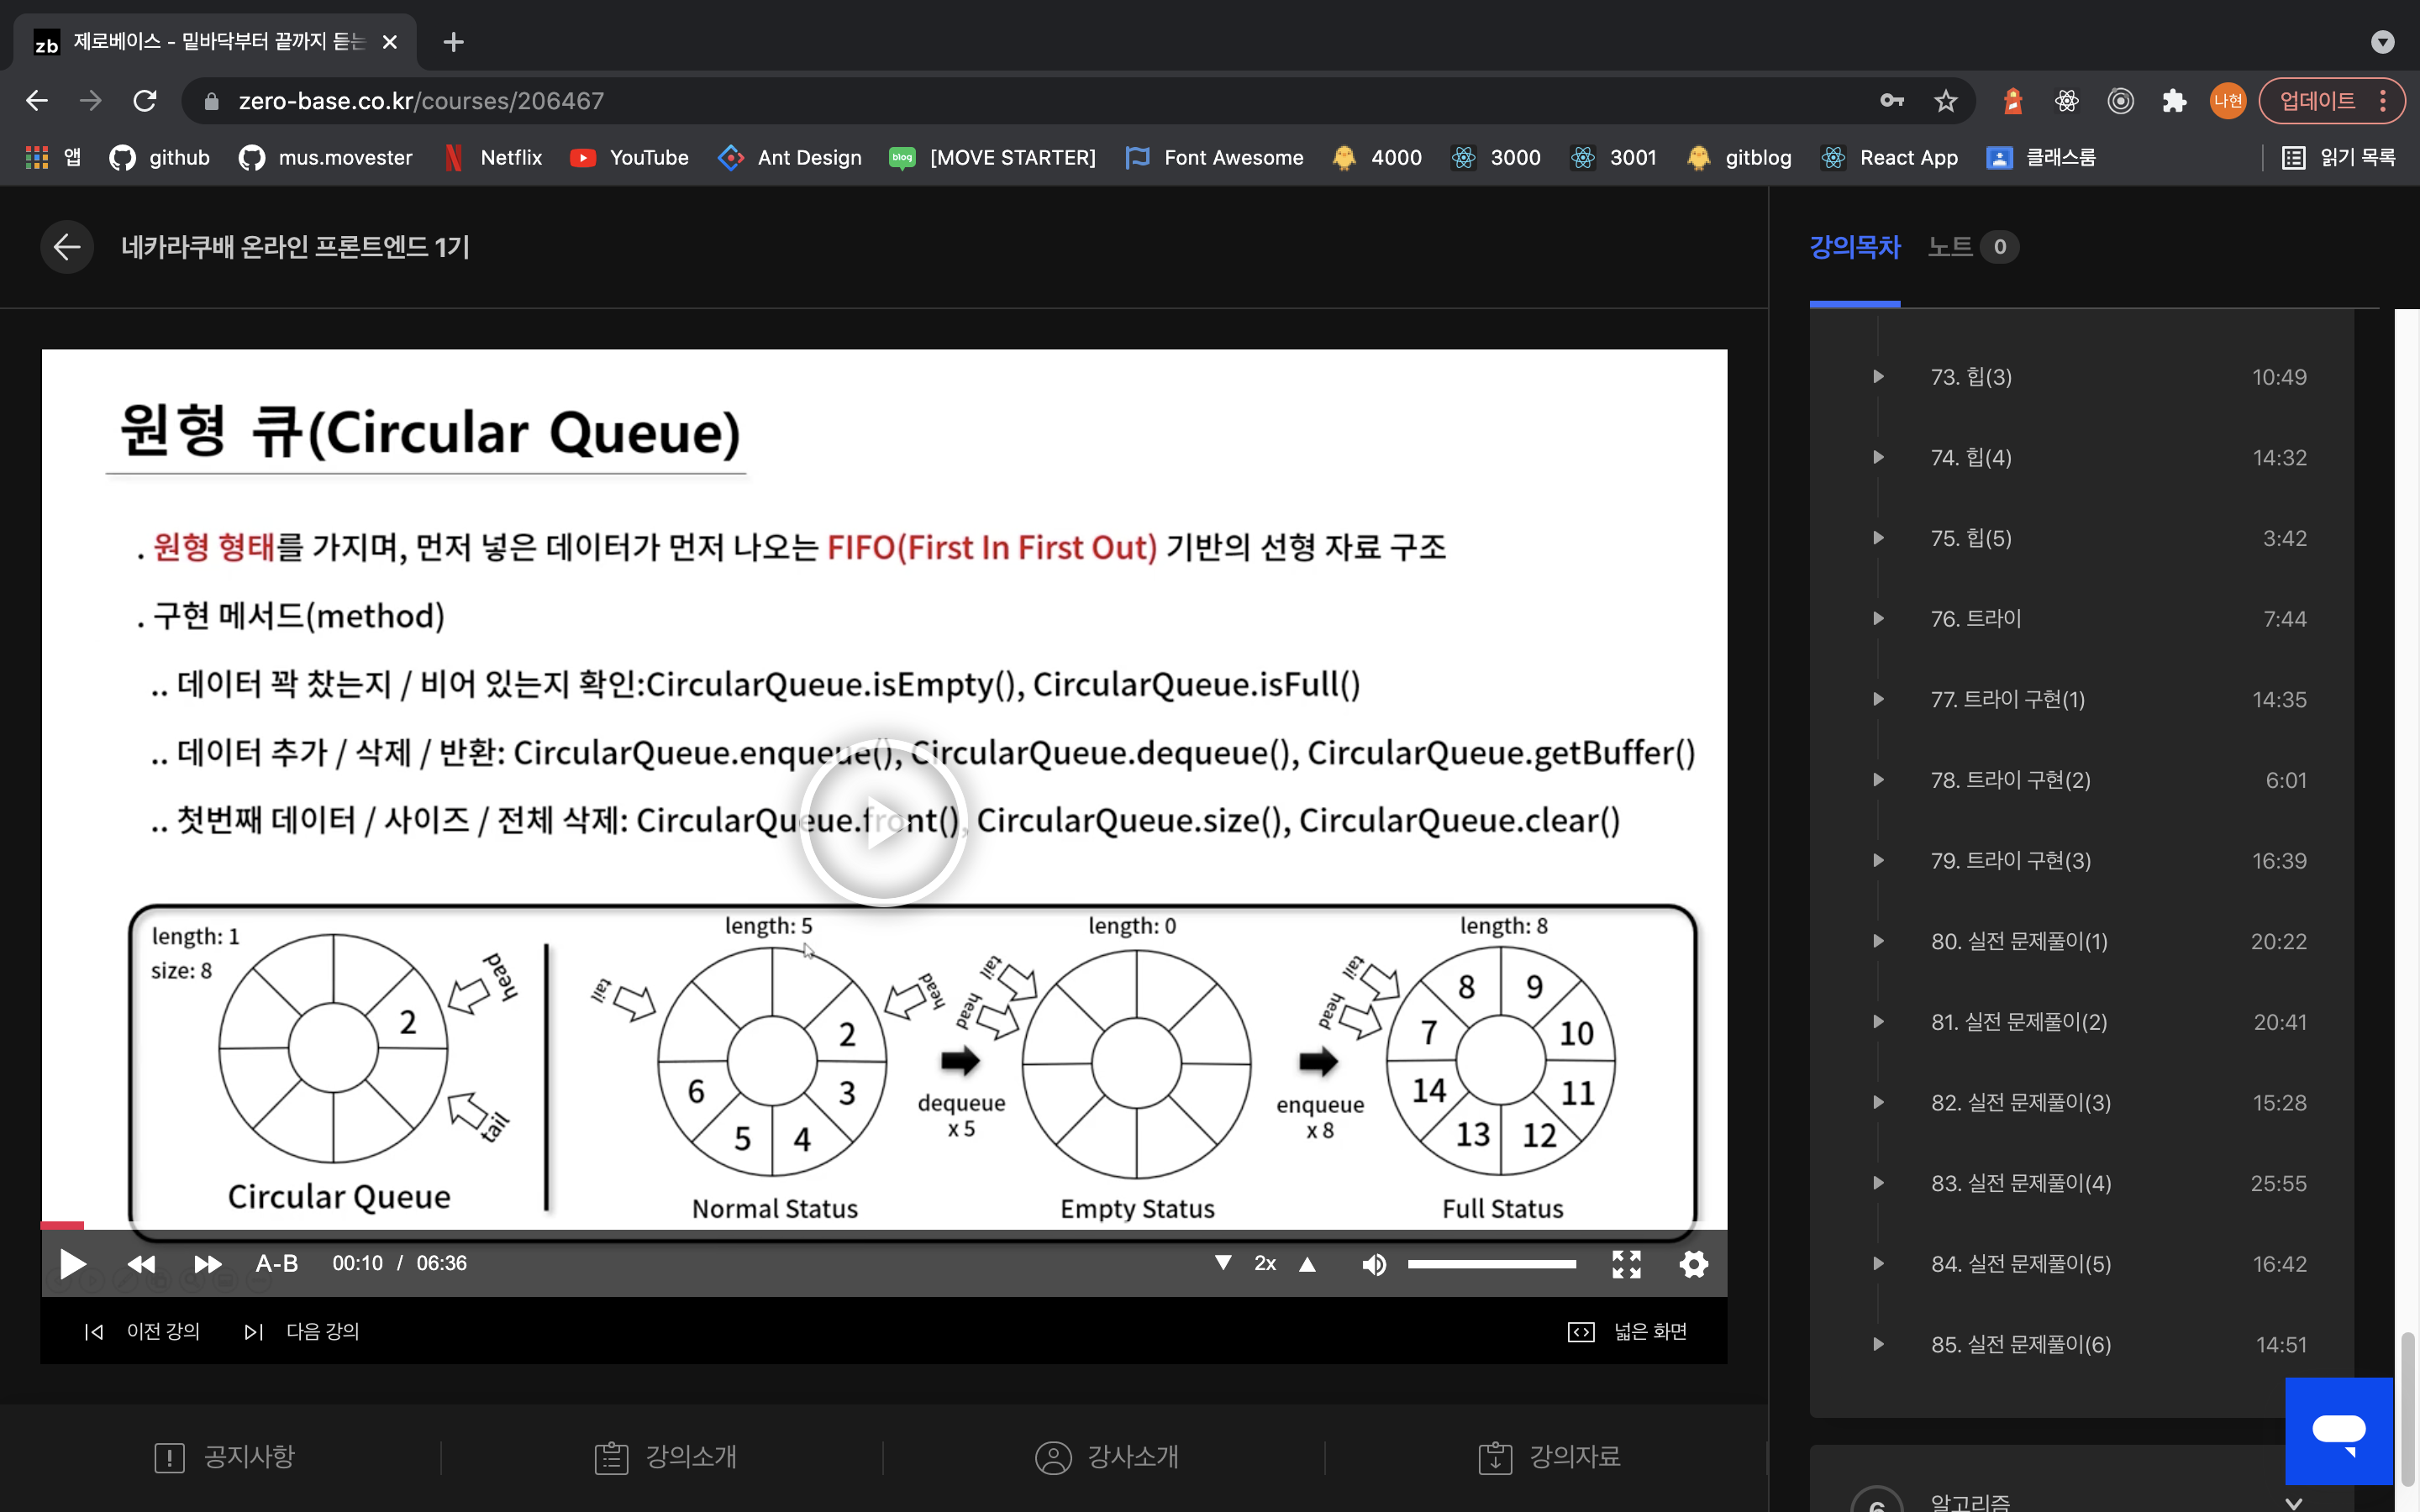 zb 제로베이스 - 밑바닥부터 끝까지 듣는
zero-base.co.kr/courses/206467
나현
업데이트
앱
github
mus.movester
Netflix
YouTube
Ant Design
blog
[MOVE STARTER]
Font Awesome
4000
3000
3001
gitblog
React App
클래스룸
읽기 목록
네카라쿠배 온라인 프론트엔드 1기
원형 큐(Circular Queue)
. 원형 형태를 가지며, 먼저 넣은 데이터가 먼저 나오는 FIFO(First In First Out) 기반의 선형 자료 구조
. 구현 메서드(method)
.. 데이터 꽉 찼는지 / 비어 있는지 확인:CircularQueue.isEmpty(), CircularQueue.isFull()
.. 데이터 추가 / 삭제 / 반환: CircularQueue.enqueue(), CircularQueue.dequeue(), CircularQueue.getBuffer()
.. 첫번째 데이터 / 사이즈 / 전체 삭제: CircularQueue.front(), CircularQueue.size(), CircularQueue.clear()
length: 1
size: 8
head
2
tail
Circular Queue
length: 5
tail
head
2
3
4
5
6
Normal Status
dequeue
x 5
length: 0
tail
head
Empty Status
enqueue
x 8
length: 8
tail
head
7
8
9
10
11
12
13
14
Full Status
A-B
00:10 / 06:36
2x
이전 강의
다음 강의
넓은 화면
공지사항
강의소개
강사소개
강의자료
강의목차
노트 0
73. 힙(3) 10:49
74. 힙(4) 14:32
75. 힙(5) 3:42
76. 트라이 7:44
77. 트라이 구현(1) 14:35
78. 트라이 구현(2) 6:01
79. 트라이 구현(3) 16:39
80. 실전 문제풀이(1) 20:22
81. 실전 문제풀이(2) 20:41
82. 실전 문제풀이(3) 15:28
83. 실전 문제풀이(4) 25:55
84. 실전 문제풀이(5) 16:42
85. 실전 문제풀이(6) 14:51
6 알고리즘